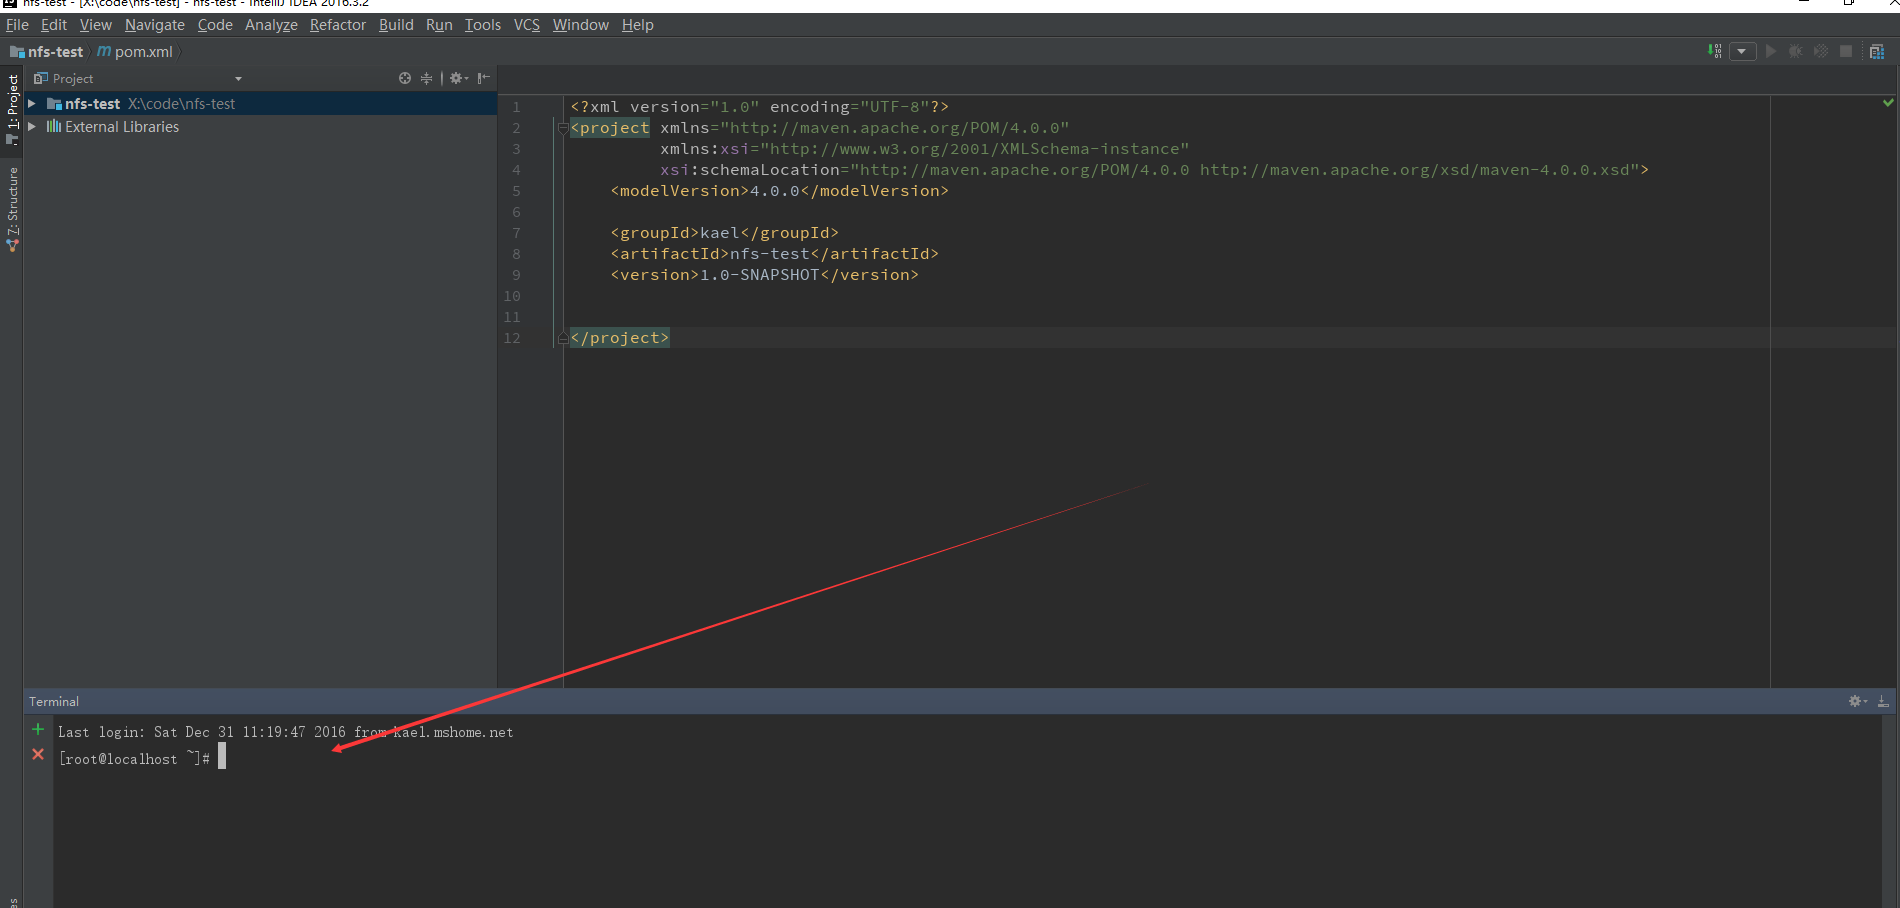 nfs-test - [X:\code\nfs-test] - nfs-test - IntelliJ IDEA 2016.3.2
File Edit View Navigate Code Analyze Refactor Build Run Tools VCS Window Help
nfs-test m pom.xml
Project
nfs-test X:\code\nfs-test
External Libraries
1: Project
7: Structure
1 <?xml version="1.0" encoding="UTF-8"?>
2 <project xmlns="http://maven.apache.org/POM/4.0.0"
3 xmlns:xsi="http://www.w3.org/2001/XMLSchema-instance"
4 xsi:schemaLocation="http://maven.apache.org/POM/4.0.0 http://maven.apache.org/xsd/maven-4.0.0.xsd">
5 <modelVersion>4.0.0</modelVersion>
6
7 <groupId>kael</groupId>
8 <artifactId>nfs-test</artifactId>
9 <version>1.0-SNAPSHOT</version>
10
11
12 </project>
Terminal
Last login: Sat Dec 31 11:19:47 2016 from kael.mshome.net
[root@localhost ~]#